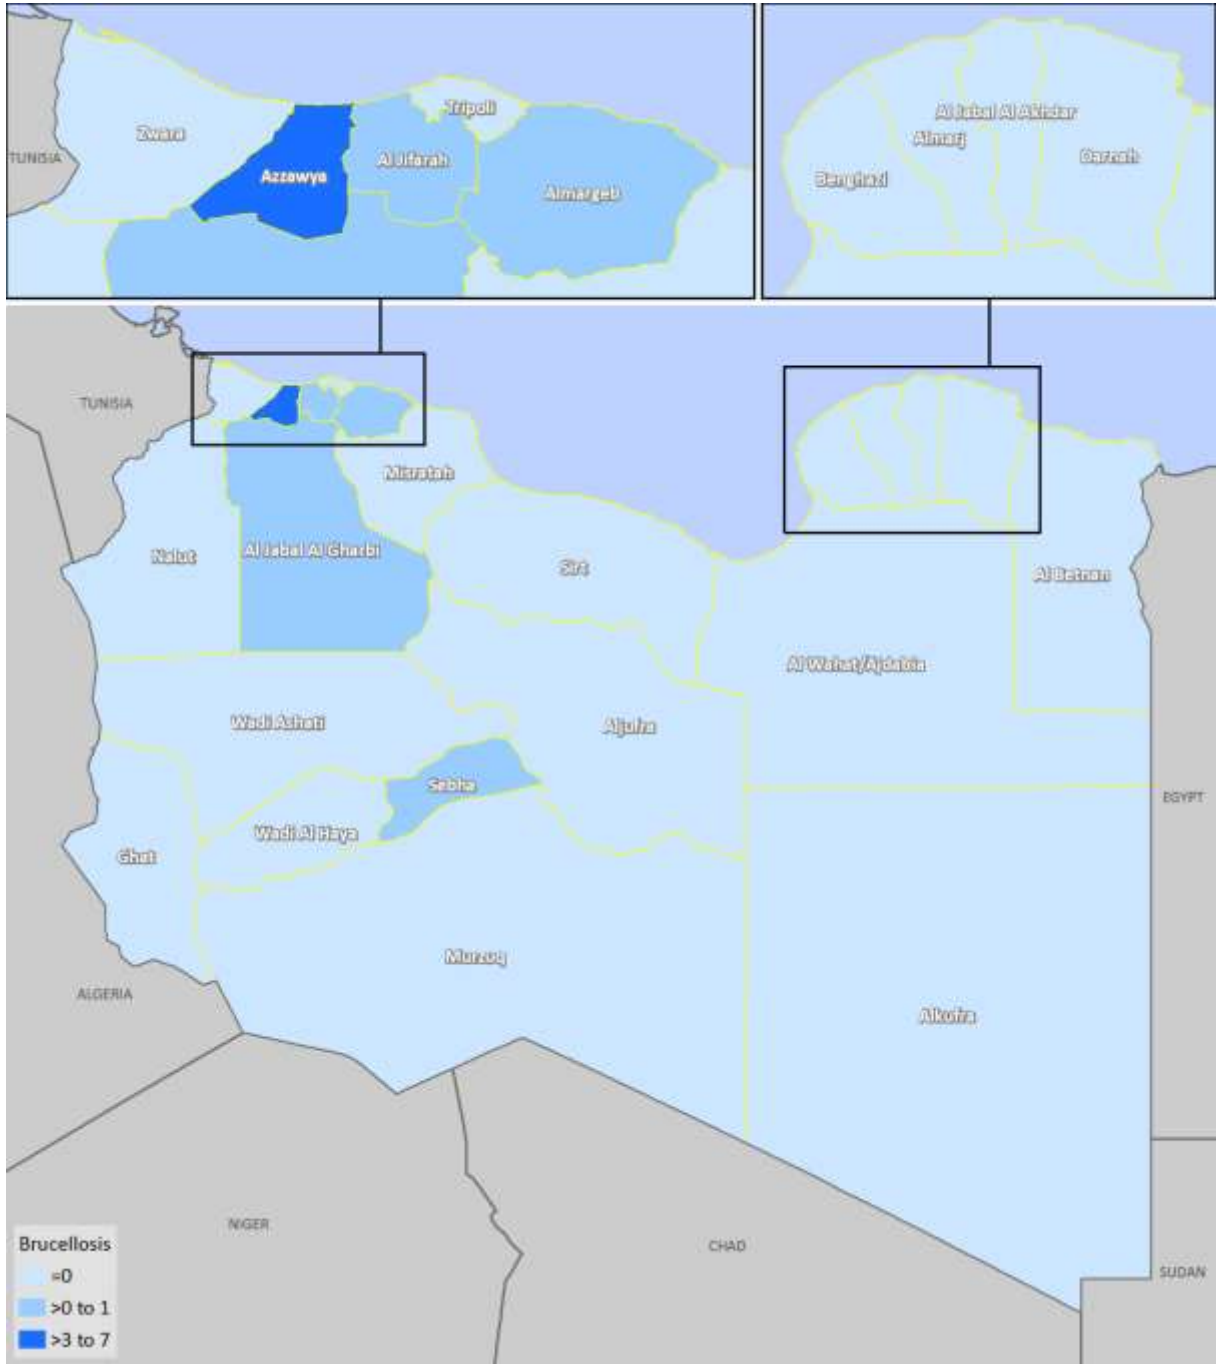 Tripoli
Zwara
TUNISIA
Al Jifarah
Azzawya
Almargeb
Al Jabal Al Akhdar
Almarj
Darnah
Benghazi
TUNISIA
Misratah
Nalut
Al Jabal Al Gharbi
Sirt
Al Betnan
Al Wahat/Ajdabia
Wadi Ashati
Aljufra
Sebha
EGYPT
Wadi Al Haya
Ghat
Murzuq
ALGERIA
Alkufra
NIGER
CHAD
SUDAN
Brucellosis
=0
>0 to 1
>3 to 7